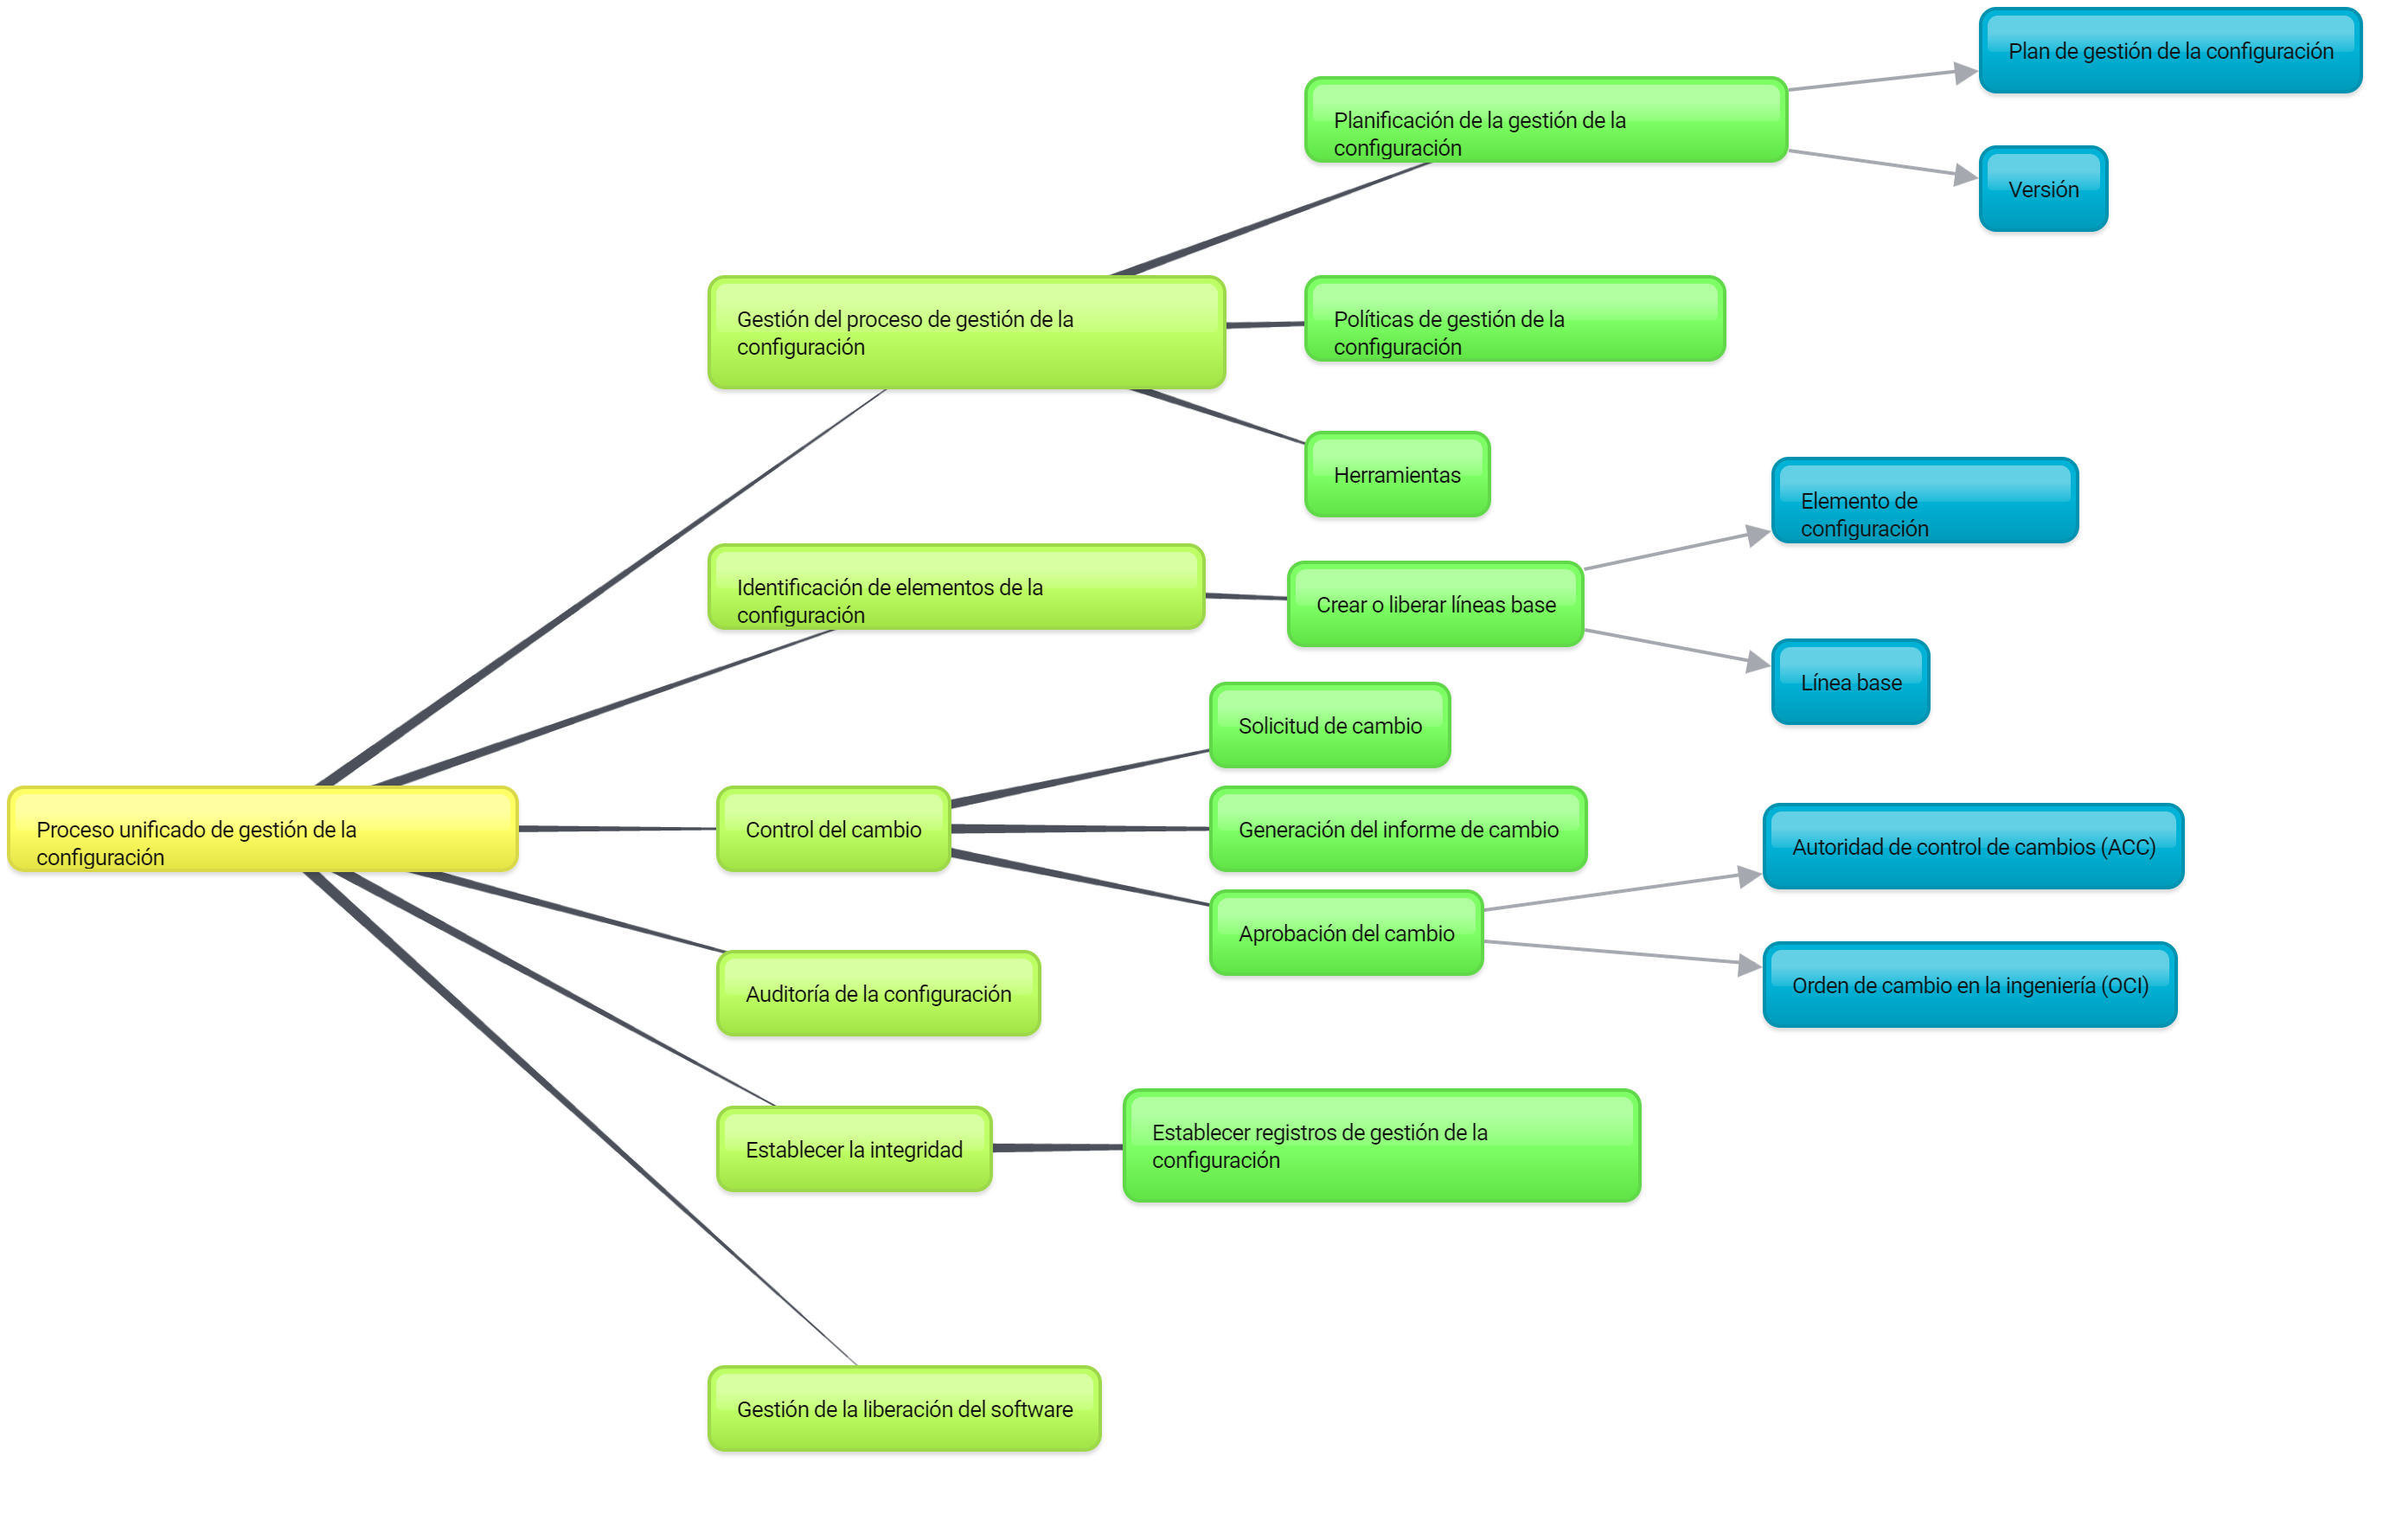 Plan de gestión de la configuración
Planificación de la gestión de la
configuración
Versión
Gestión del proceso de gestión de la
configuración
Políticas de gestión de la
configuración
Herramientas
Elemento de
configuración
Identificación de elementos de la
configuración
Crear o liberar líneas base
Línea base
Solicitud de cambio
Proceso unificado de gestión de la
configuración
Control del cambio
Generación del informe de cambio
Autoridad de control de cambios (ACC)
Aprobación del cambio
Orden de cambio en la ingeniería (OCI)
Auditoría de la configuración
Establecer la integridad
Establecer registros de gestión de la
configuración
Gestión de la liberación del software